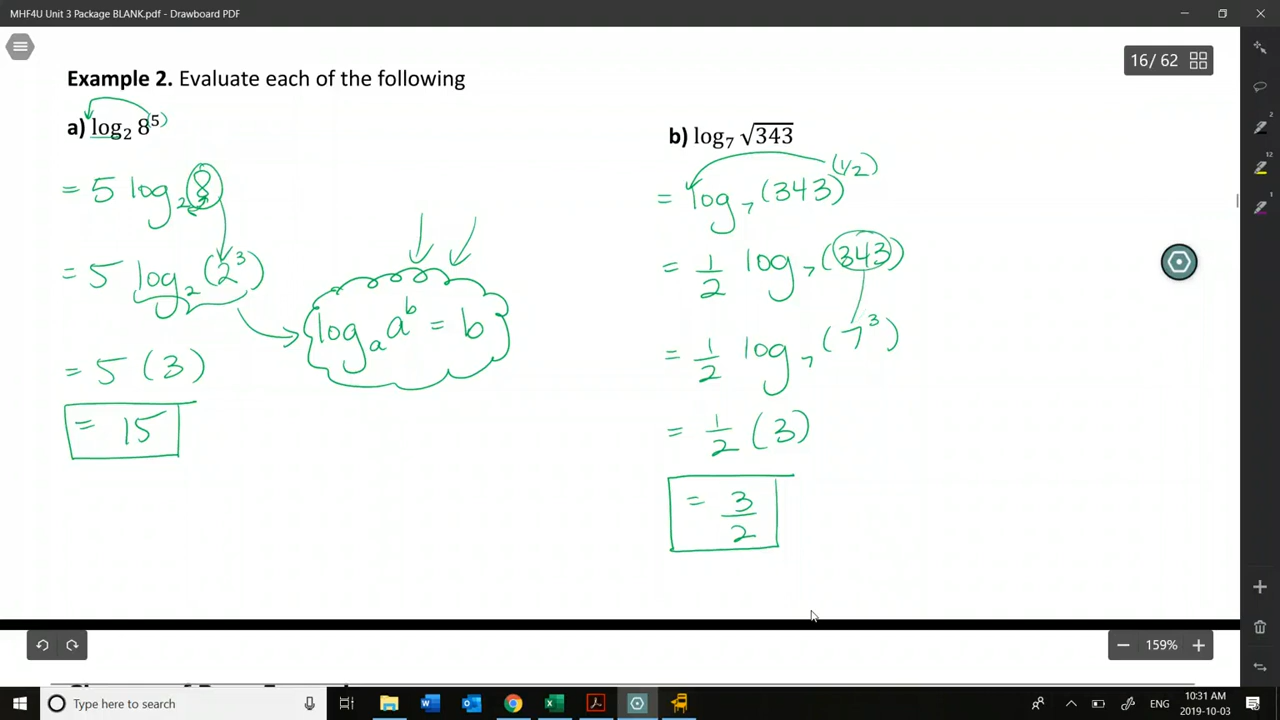 MHF4U Unit 3 Package BLANK.pdf - Drawboard PDF
16 / 62
Example 2. Evaluate each of the following
a) log₂ 8⁽⁵⁾
= 5 log₂ 8
= 5 log₂ (2³)
= 5 (3)
= 15
logₐ aᵇ = b
b) log₇ √343
= log₇ (343)^(1/2)
= 1/2 log₇ (343)
= 1/2 log₇ (7³)
= 1/2 (3)
= 3/2
159%
Type here to search
ENG
10:31 AM
2019-10-03